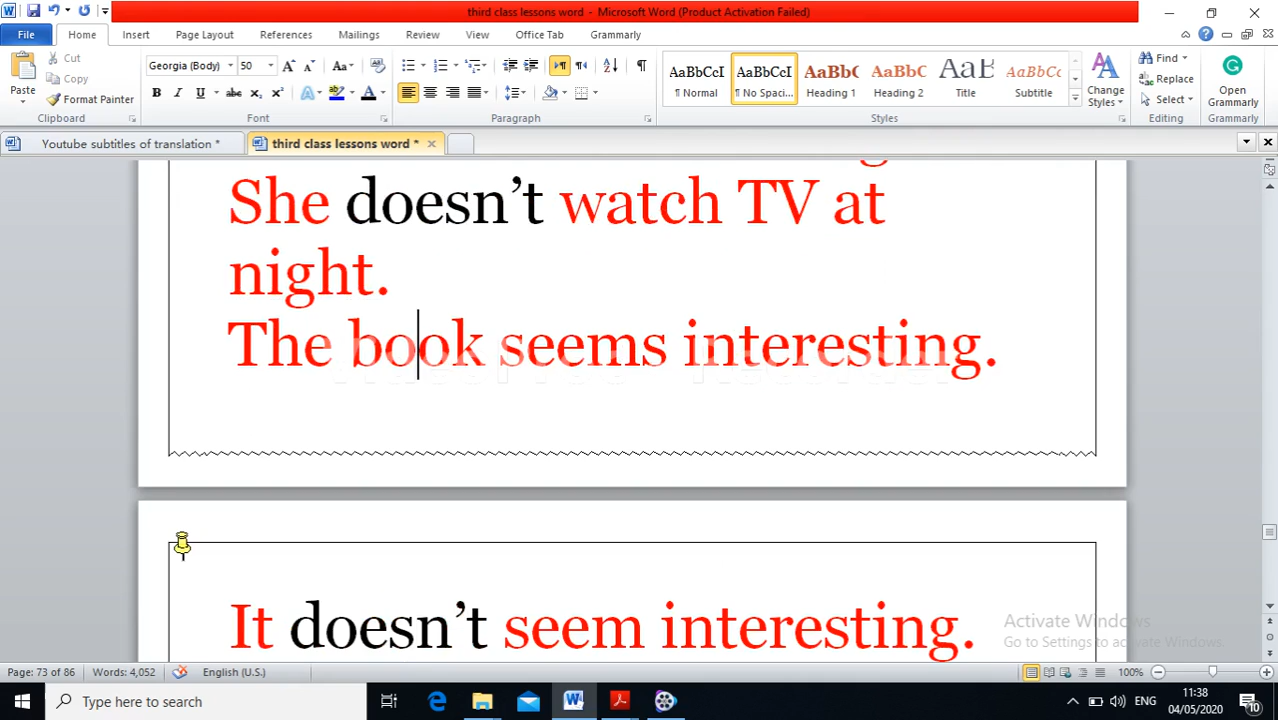 third class lessons word - Microsoft Word (Product Activation Failed)
File Home Insert Page Layout References Mailings Review View Office Tab Grammarly
Paste
Cut
Copy
Format Painter
Clipboard
Georgia (Body) 50
Font
Paragraph
AaBbCcI AaBbCcI AaBbC AaBbC AaB AaBbCcI
¶ Normal ¶ No Spaci... Heading 1 Heading 2 Title Subtitle
Change Styles
Styles
Find
Replace
Select
Editing
Open Grammarly
Grammarly
Youtube subtitles of translation * third class lessons word *
She doesn’t watch TV at
night.
The book seems interesting.
It doesn’t seem interesting.
Activate Windows
Go to Settings to activate Windows.
Page: 73 of 86 Words: 4,052 English (U.S.) 100%
Type here to search
ENG
11:38
04/05/2020
10